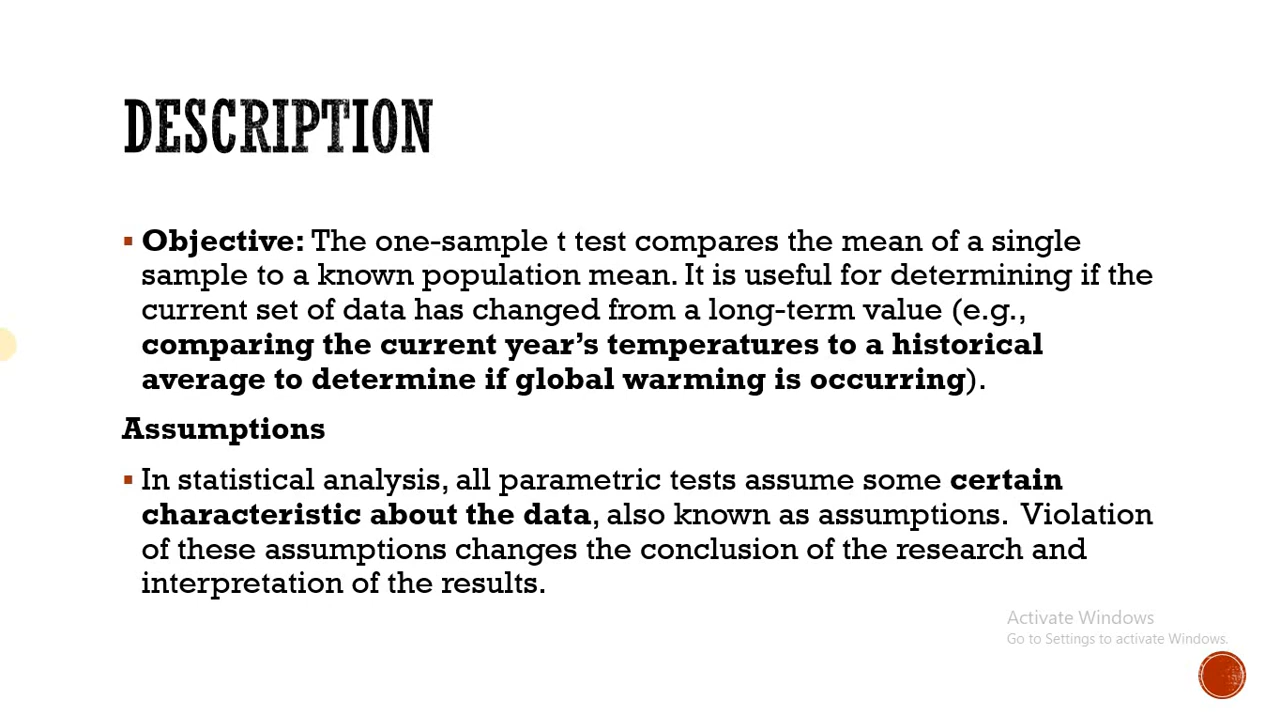 DESCRIPTION
▪ Objective: The one-sample t test compares the mean of a single
sample to a known population mean. It is useful for determining if the
current set of data has changed from a long-term value (e.g.,
comparing the current year’s temperatures to a historical
average to determine if global warming is occurring).
Assumptions
▪ In statistical analysis, all parametric tests assume some certain
characteristic about the data, also known as assumptions.  Violation
of these assumptions changes the conclusion of the research and
interpretation of the results.
Activate Windows
Go to Settings to activate Windows.